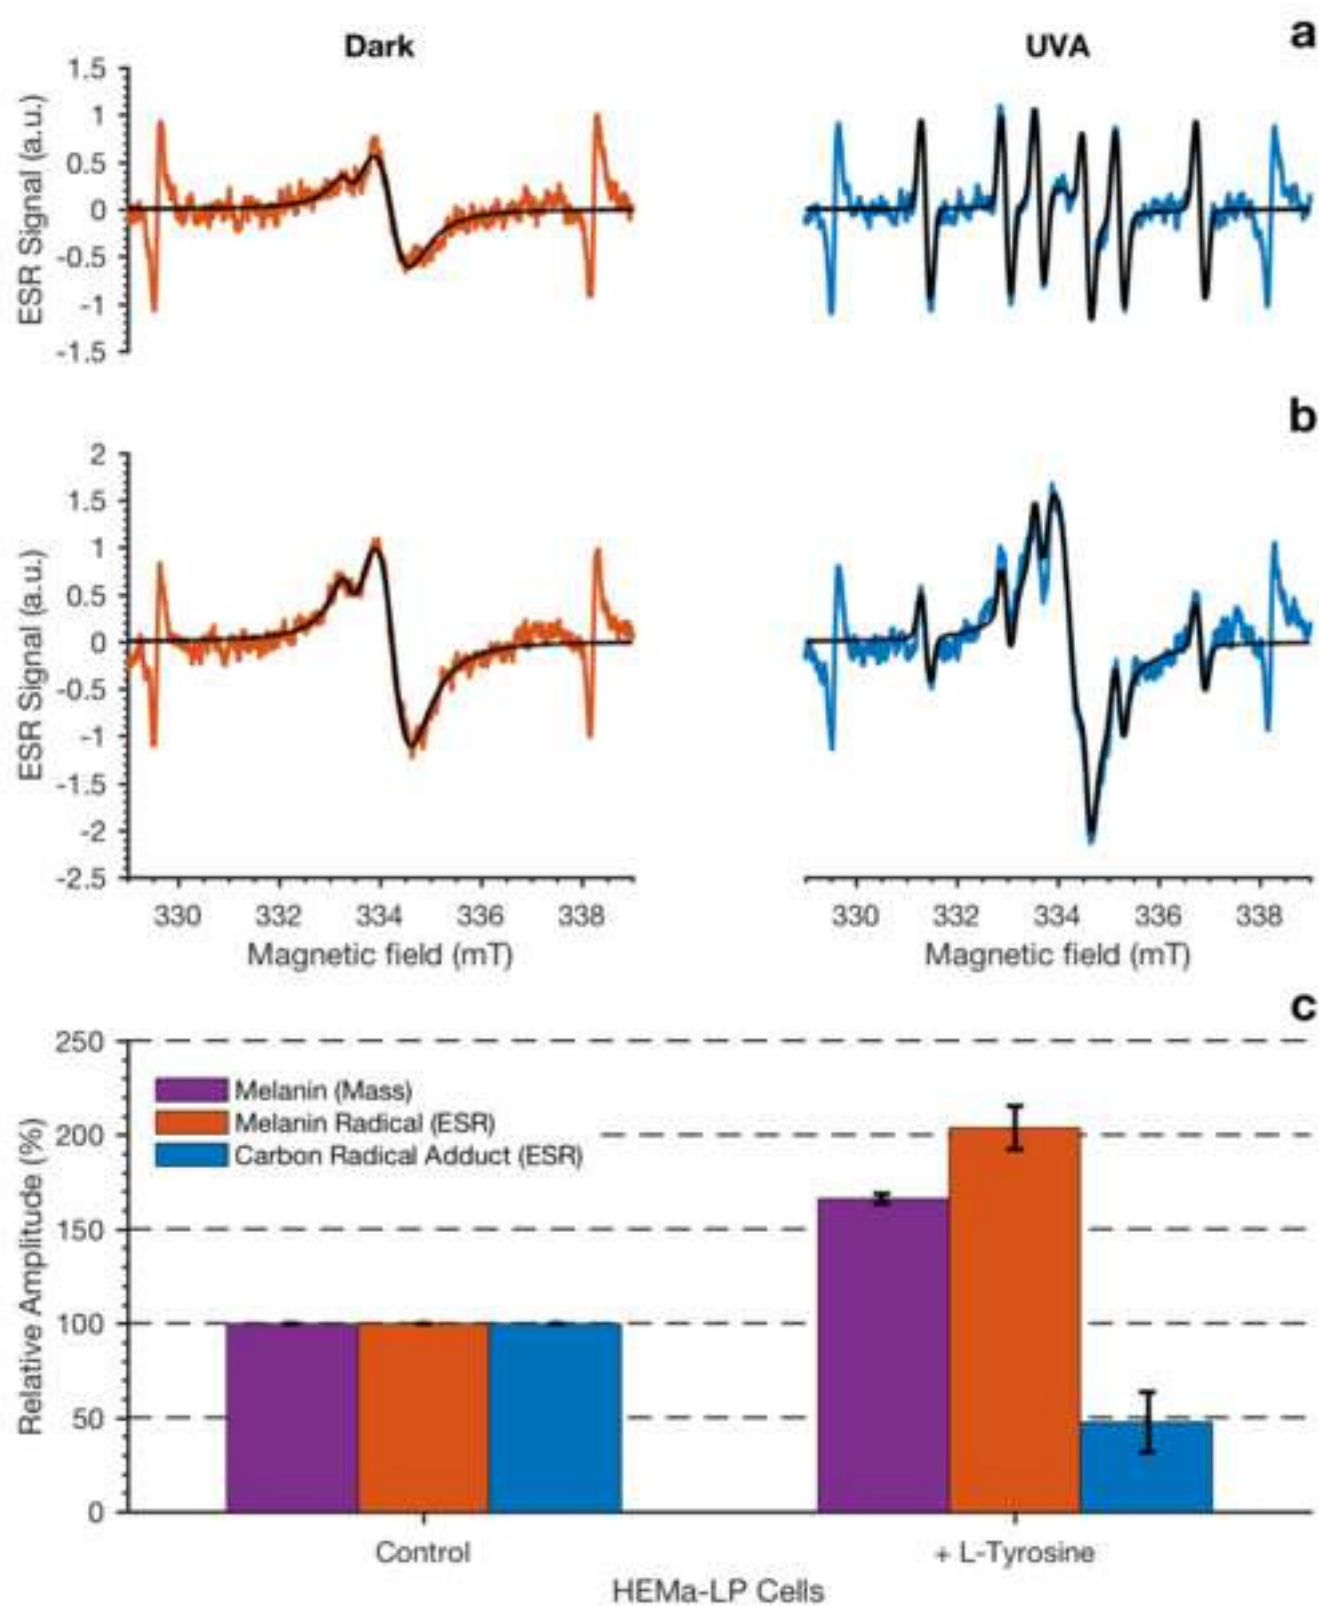 Dark
UVA
a
ESR Signal (a.u.)
1.5
1
0.5
0
-0.5
-1
-1.5
b
ESR Signal (a.u.)
2
1.5
1
0.5
0
-0.5
-1
-1.5
-2
-2.5
330 332 334 336 338
330 332 334 336 338
Magnetic field (mT)
Magnetic field (mT)
c
Relative Amplitude (%)
250
200
150
100
50
0
Melanin (Mass)
Melanin Radical (ESR)
Carbon Radical Adduct (ESR)
Control
+ L-Tyrosine
HEMa-LP Cells